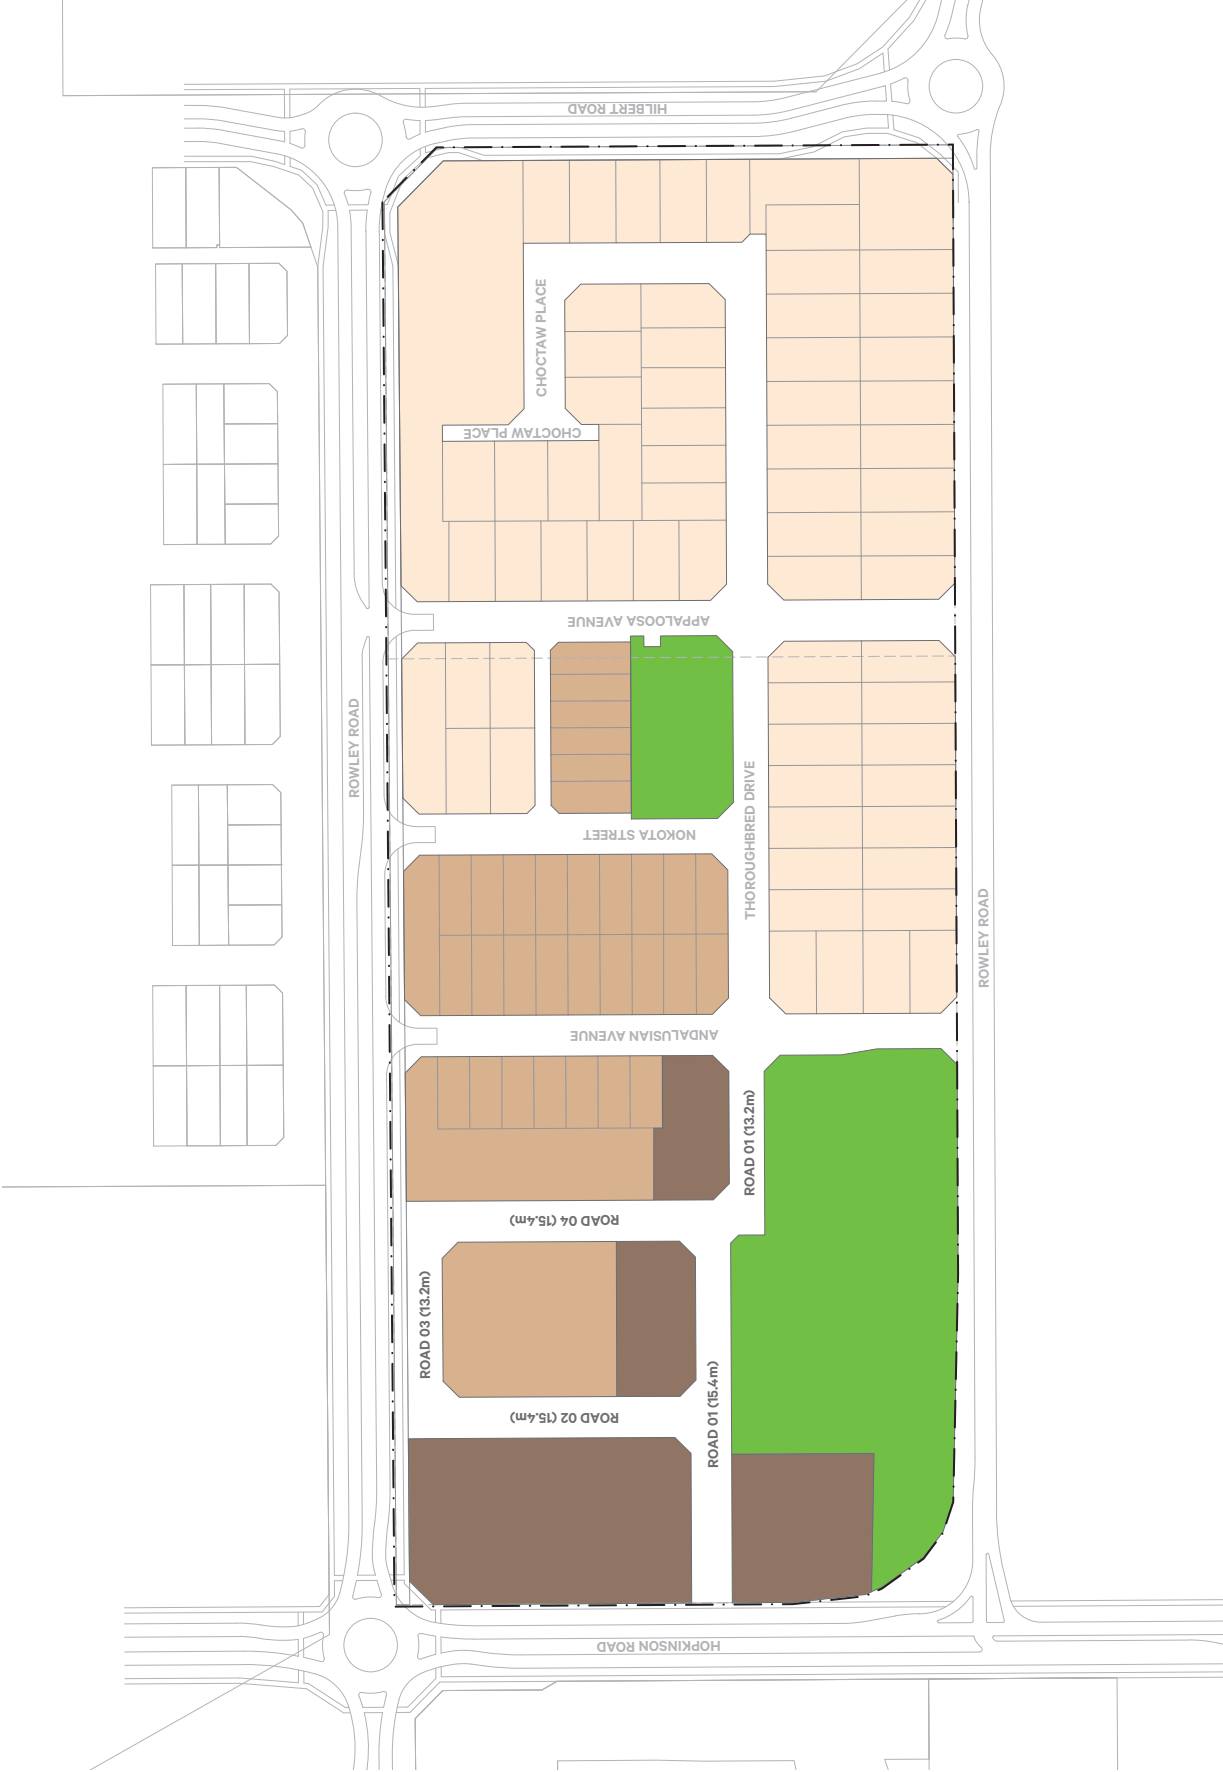 HILBERT ROAD
CHOCTAW PLACE
CHOCTAW PLACE
APPALOOSA AVENUE
ROWLEY ROAD
THOROUGHBRED DRIVE
NOKOTA STREET
ROWLEY ROAD
ANDALUSIAN AVENUE
ROAD 01 (13.2m)
ROAD 04 (15.4m)
ROAD 03 (13.2m)
ROAD 01 (15.4m)
ROAD 02 (15.4m)
HOPKINSON ROAD